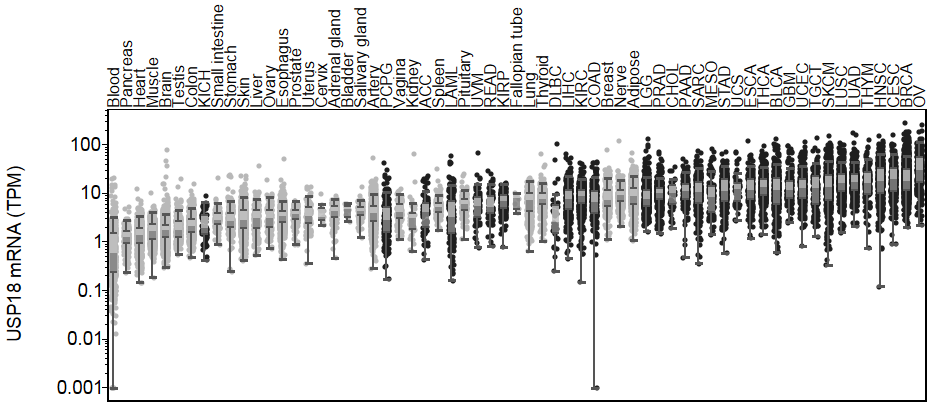 Blood
Pancreas
Heart
Muscle
Brain
Testis
Colon
KICH
Small intestine
Stomach
Skin
Liver
Ovary
Esophagus
Prostate
Uterus
Cervix
Adrenal gland
Bladder
Salivary gland
Artery
PCPG
Vagina
Kidney
ACC
Spleen
AML
Pituitary
UVM
READ
KIRP
Fallopian tube
Lung
Thyroid
DLBC
LIHC
KIRC
COAD
Breast
Nerve
Adipose
LGG
PRAD
CHOL
PAAD
SARC
MESO
STAD
UCS
ESCA
THCA
BLCA
GBM
UCEC
TGCT
SKCM
LUSC
LUAD
THYM
HNSC
CESC
BRCA
OV
USP18 mRNA (TPM)
100
10
1
0.1
0.01
0.001